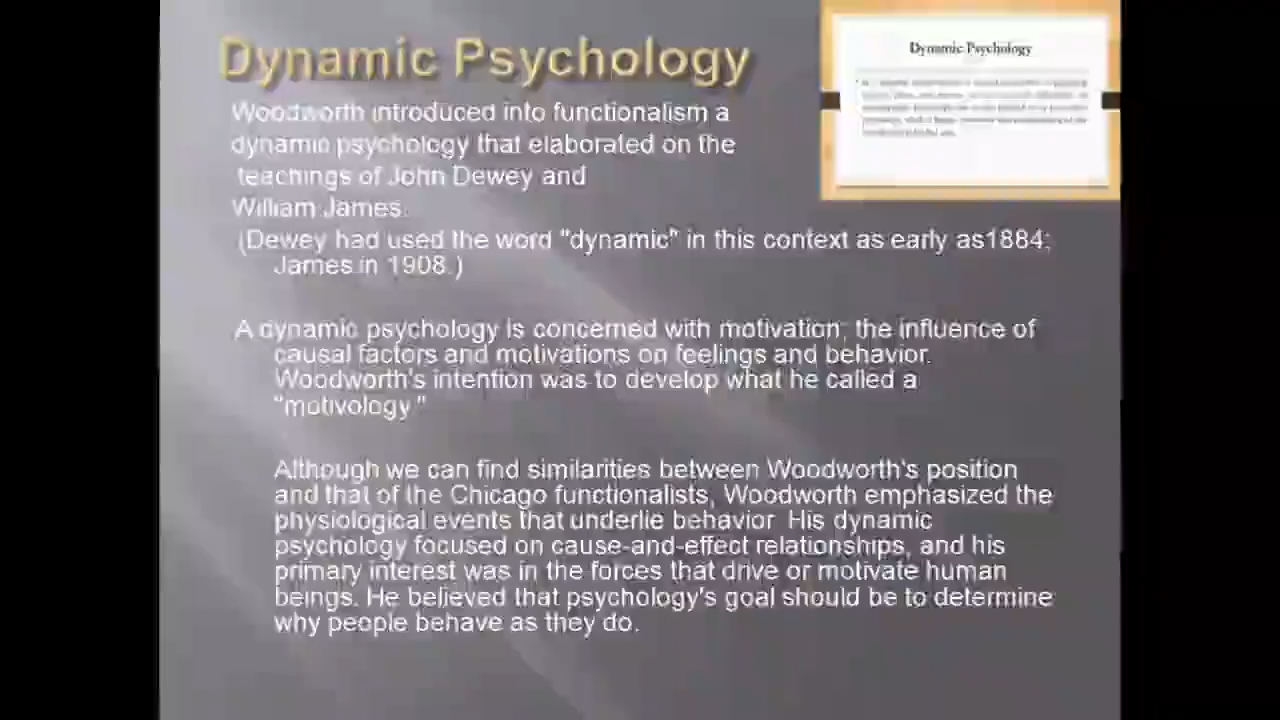 Dynamic Psychology
Woodworth introduced into functionalism a
dynamic psychology that elaborated on the
teachings of John Dewey and
William James.
(Dewey had used the word "dynamic" in this context as early as1884;
James in 1908.)
A dynamic psychology is concerned with motivation; the influence of
causal factors and motivations on feelings and behavior.
Woodworth's intention was to develop what he called a
"motivology."
Although we can find similarities between Woodworth's position
and that of the Chicago functionalists, Woodworth emphasized the
physiological events that underlie behavior. His dynamic
psychology focused on cause-and-effect relationships, and his
primary interest was in the forces that drive or motivate human
beings. He believed that psychology's goal should be to determine
why people behave as they do.
Dynamic Psychology